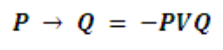 P → Q = −PVQ